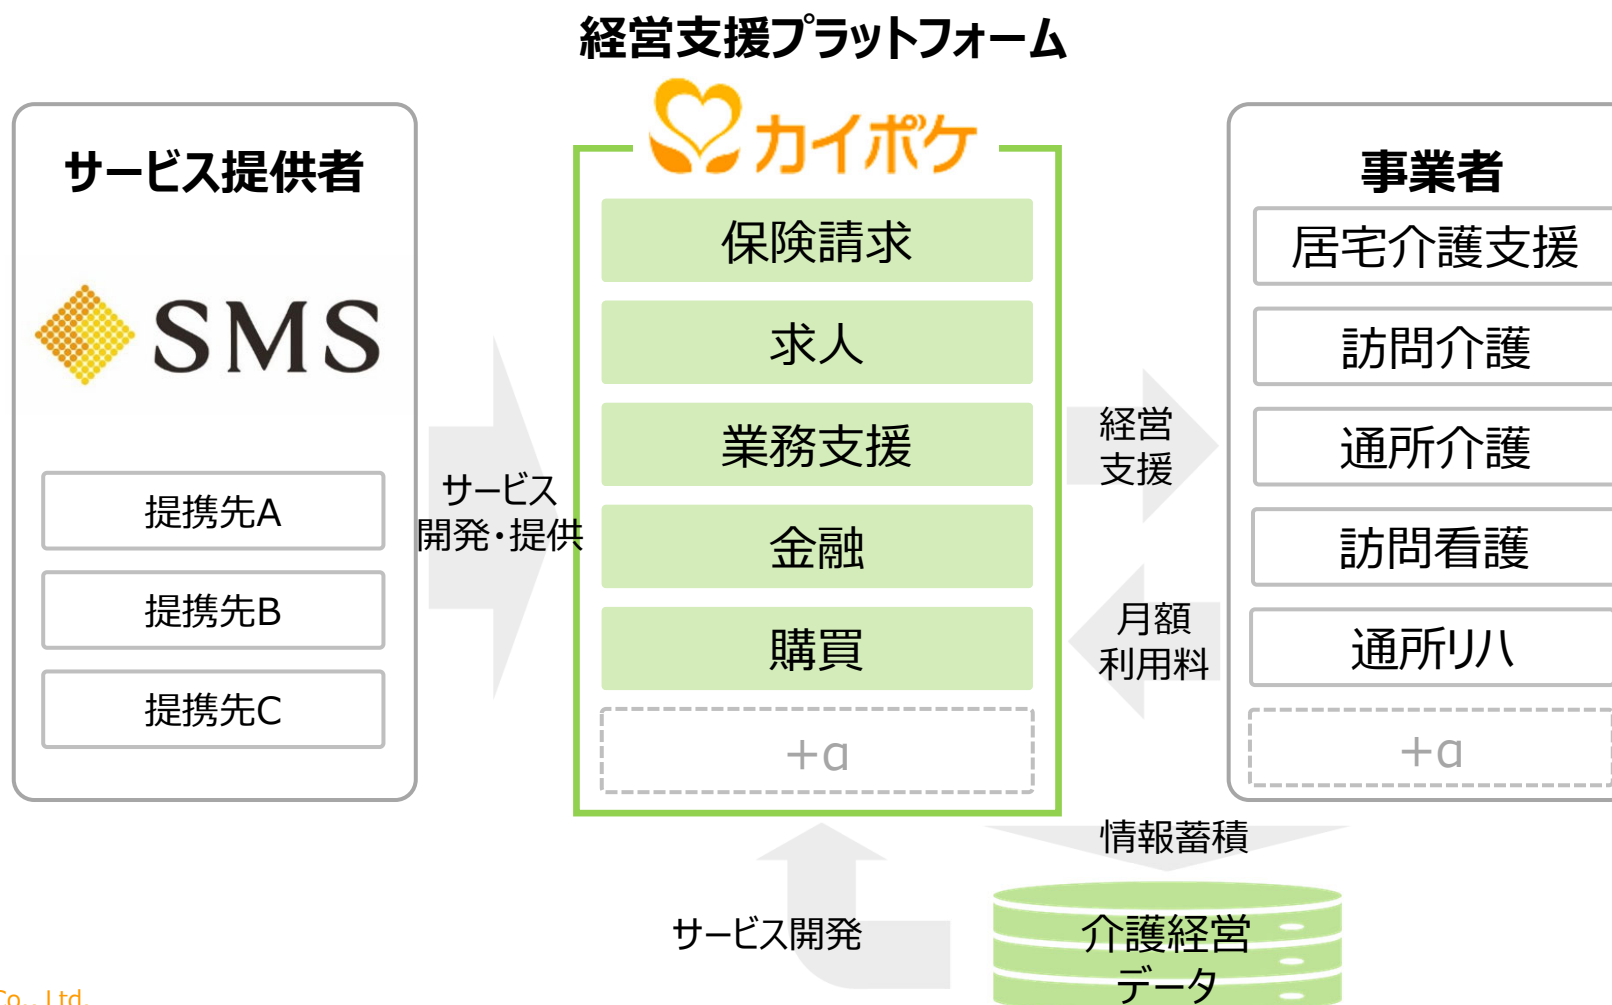 経営支援プラットフォーム
サービス提供者
SMS
提携先A
提携先B
提携先C
サービス
開発・提供
カイポケ
保険請求
求人
業務支援
金融
購買
+α
経営
支援
月額
利用料
事業者
居宅介護支援
訪問介護
通所介護
訪問看護
通所リハ
+α
情報蓄積
サービス開発
介護経営
データ
Co., Ltd.